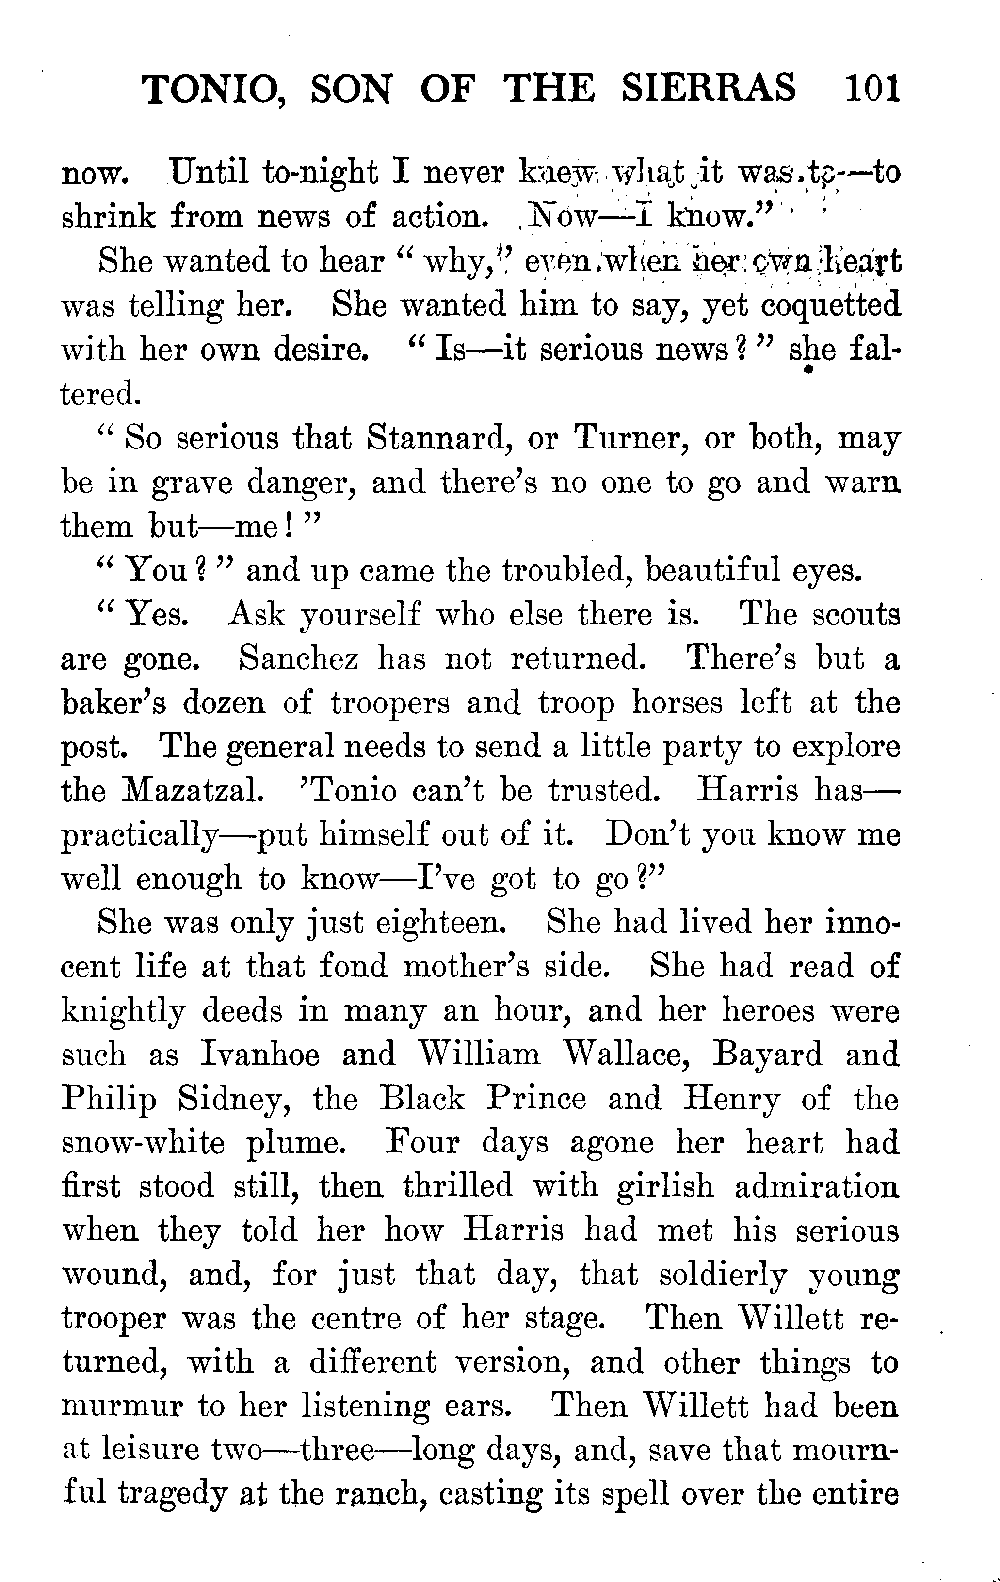 TONIO, SON OF THE SIERRAS 101
now. Until to-night I never knew what it was to—to
shrink from news of action. Now—I know."
She wanted to hear "why," even when her own heart
was telling her. She wanted him to say, yet coquetted
with her own desire. "Is—it serious news?" she fal-
tered.
"So serious that Stannard, or Turner, or both, may
be in grave danger, and there's no one to go and warn
them but—me!"
"You?" and up came the troubled, beautiful eyes.
"Yes. Ask yourself who else there is. The scouts
are gone. Sanchez has not returned. There's but a
baker's dozen of troopers and troop horses left at the
post. The general needs to send a little party to explore
the Mazatzal. 'Tonio can't be trusted. Harris has—
practically—put himself out of it. Don't you know me
well enough to know—I've got to go?"
She was only just eighteen. She had lived her inno-
cent life at that fond mother's side. She had read of
knightly deeds in many an hour, and her heroes were
such as Ivanhoe and William Wallace, Bayard and
Philip Sidney, the Black Prince and Henry of the
snow-white plume. Four days agone her heart had
first stood still, then thrilled with girlish admiration
when they told her how Harris had met his serious
wound, and, for just that day, that soldierly young
trooper was the centre of her stage. Then Willett re-
turned, with a different version, and other things to
murmur to her listening ears. Then Willett had been
at leisure two—three—long days, and, save that mourn-
ful tragedy at the ranch, casting its spell over the entire